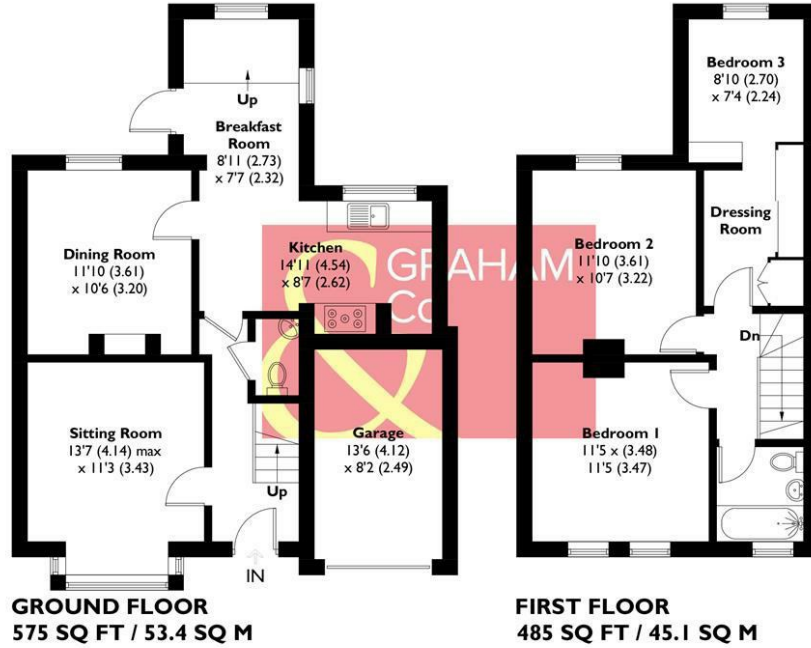 Up
Breakfast
Room
8'11 (2.73)
x 7'7 (2.32)
Dining Room
11'10 (3.61)
x 10'6 (3.20)
Kitchen
14'11 (4.54)
x 8'7 (2.62)
Sitting Room
13'7 (4.14) max
x 11'3 (3.43)
Up
Garage
13'6 (4.12)
x 8'2 (2.49)
IN
GROUND FLOOR
575 SQ FT / 53.4 SQ M
&
GRAHAM
Co
Bedroom 3
8'10 (2.70)
x 7'4 (2.24)
Dressing
Room
Bedroom 2
11'10 (3.61)
x 10'7 (3.22)
Dn
Bedroom 1
11'5 x (3.48)
11'5 (3.47)
FIRST FLOOR
485 SQ FT / 45.1 SQ M